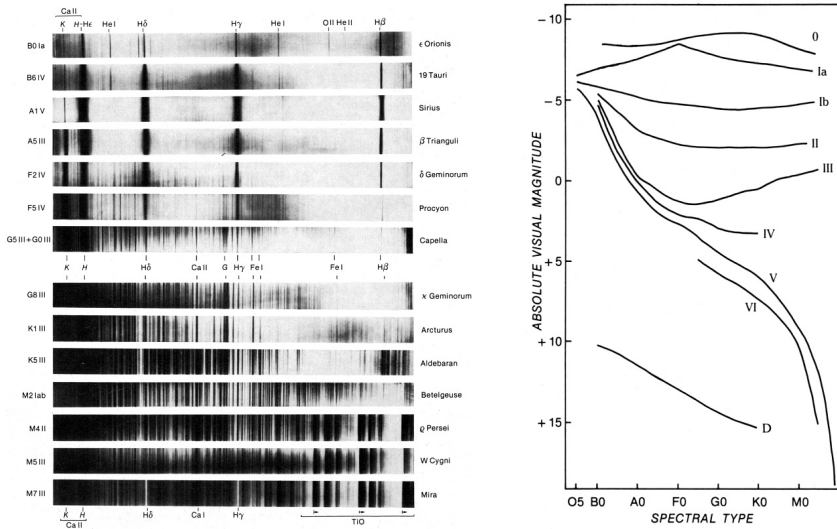 Ca II
K H-Hε He I Hδ Hγ He I O II He II Hβ
B0 Ia ε Orionis
B6 IV 19 Tauri
A1 V Sirius
A5 III β Trianguli
F2 IV δ Geminorum
F5 IV Procyon
G5 III + G0 III Capella
K H Hδ Ca II G Hγ Fe I Fe I Hβ
G8 III κ Geminorum
K1 III Arcturus
K5 III Aldebaran
M2 Iab Betelgeuse
M4 II ϱ Persei
M5 III W Cygni
M7 III Mira
K H Hδ Ca I Hγ TIO
Ca II
ABSOLUTE VISUAL MAGNITUDE
-10
-5
0
+5
+10
+15
0
Ia
Ib
II
III
IV
V
VI
D
O5 B0 A0 F0 G0 K0 M0
SPECTRAL TYPE